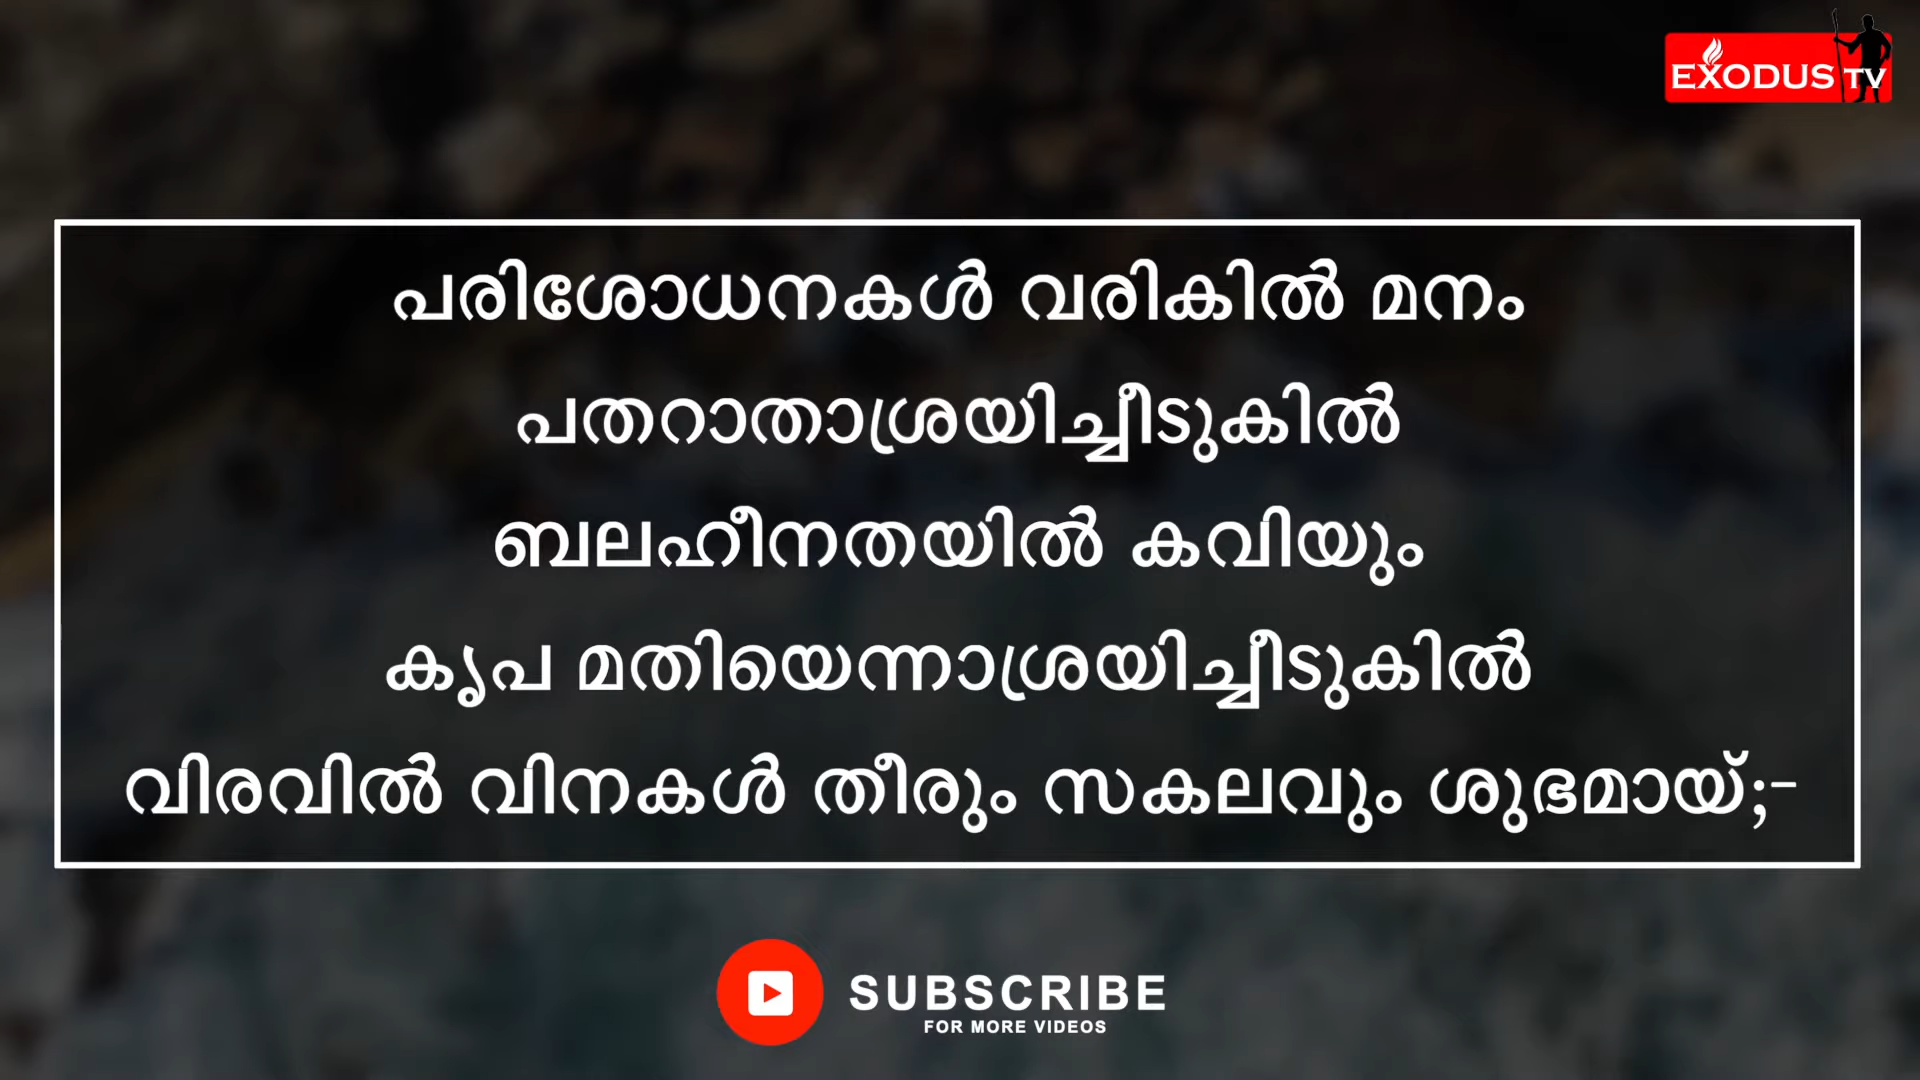 EXODUS TV
പരിശോധനകൾ വരികിൽ മനം
പതറാതാശ്രയിച്ചീടുകിൽ
ബലഹീനതയിൽ കവിയും
കൃപ മതിയെന്നാശ്രയിച്ചീടുകിൽ
വിരവിൽ വിനകൾ തീരും സകലവും ശുഭമായ്;-
SUBSCRIBE
FOR MORE VIDEOS